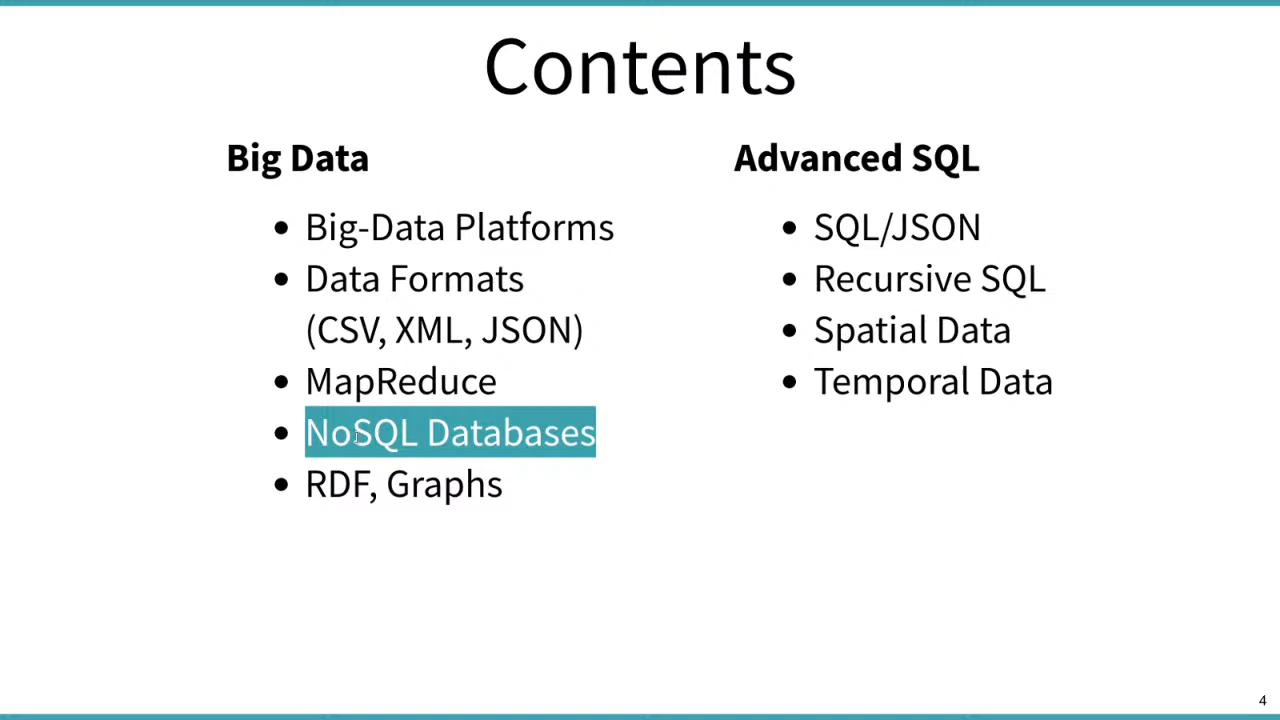 Contents
Big Data
• Big-Data Platforms
• Data Formats
(CSV, XML, JSON)
• MapReduce
• NoSQL Databases
• RDF, Graphs
Advanced SQL
• SQL/JSON
• Recursive SQL
• Spatial Data
• Temporal Data
4